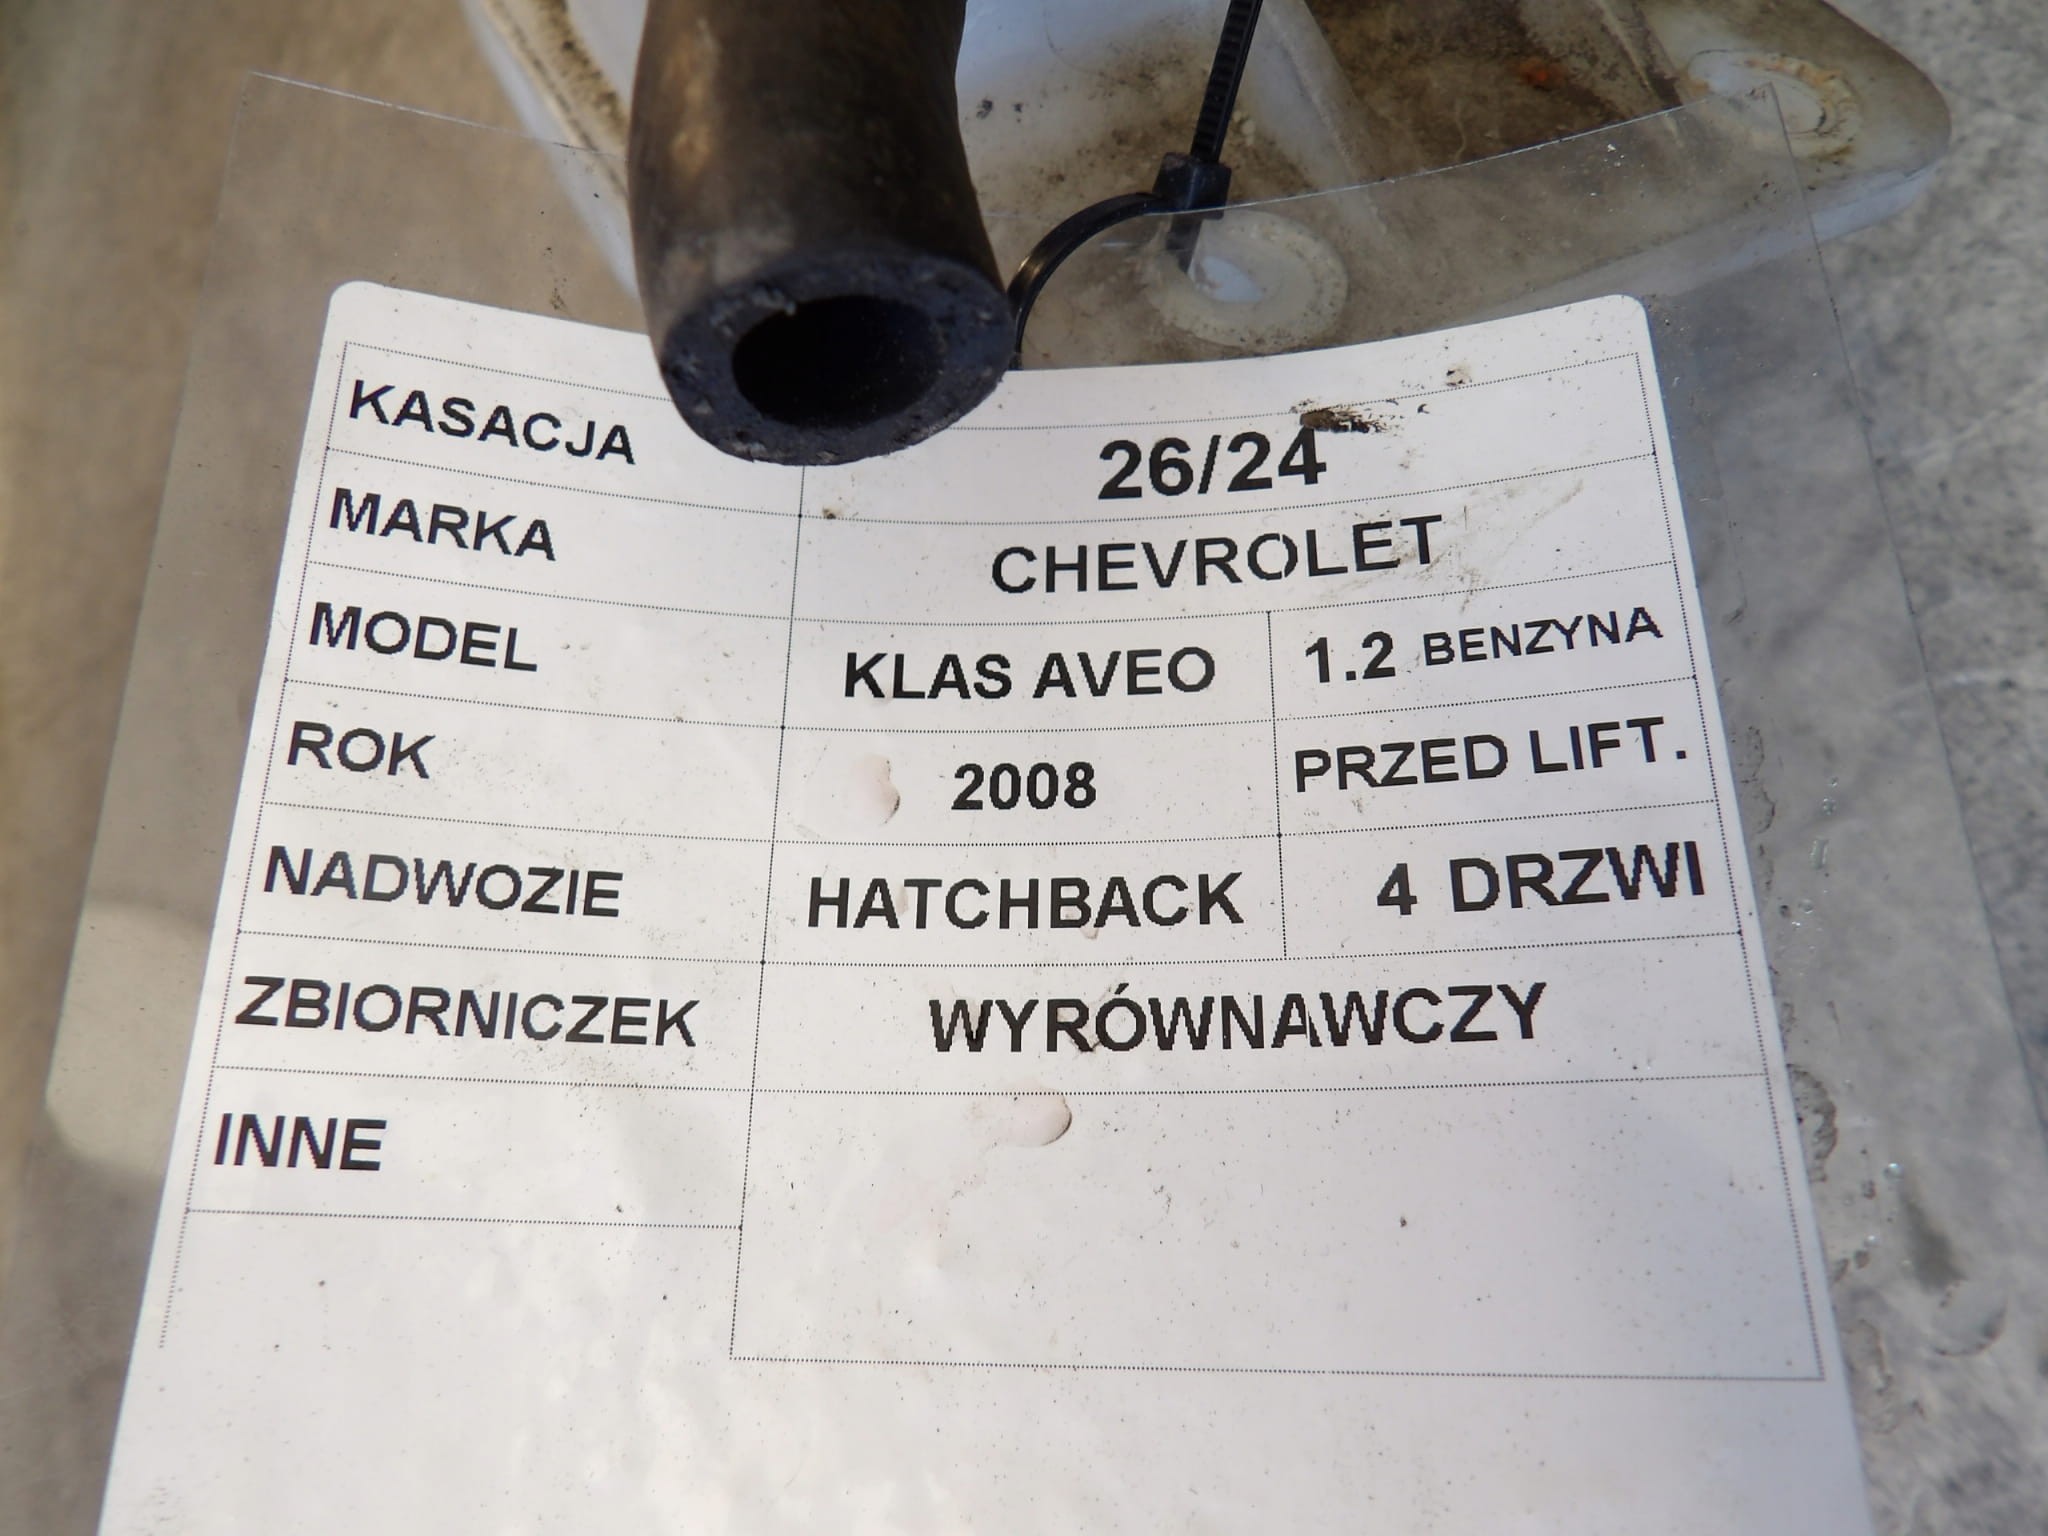 KASACJA 26/24
MARKA CHEVROLET
MODEL KLAS AVEO 1.2 BENZYNA
ROK 2008 PRZED LIFT.
NADWOZIE HATCHBACK 4 DRZWI
ZBIORNICZEK WYRÓWNAWCZY
INNE